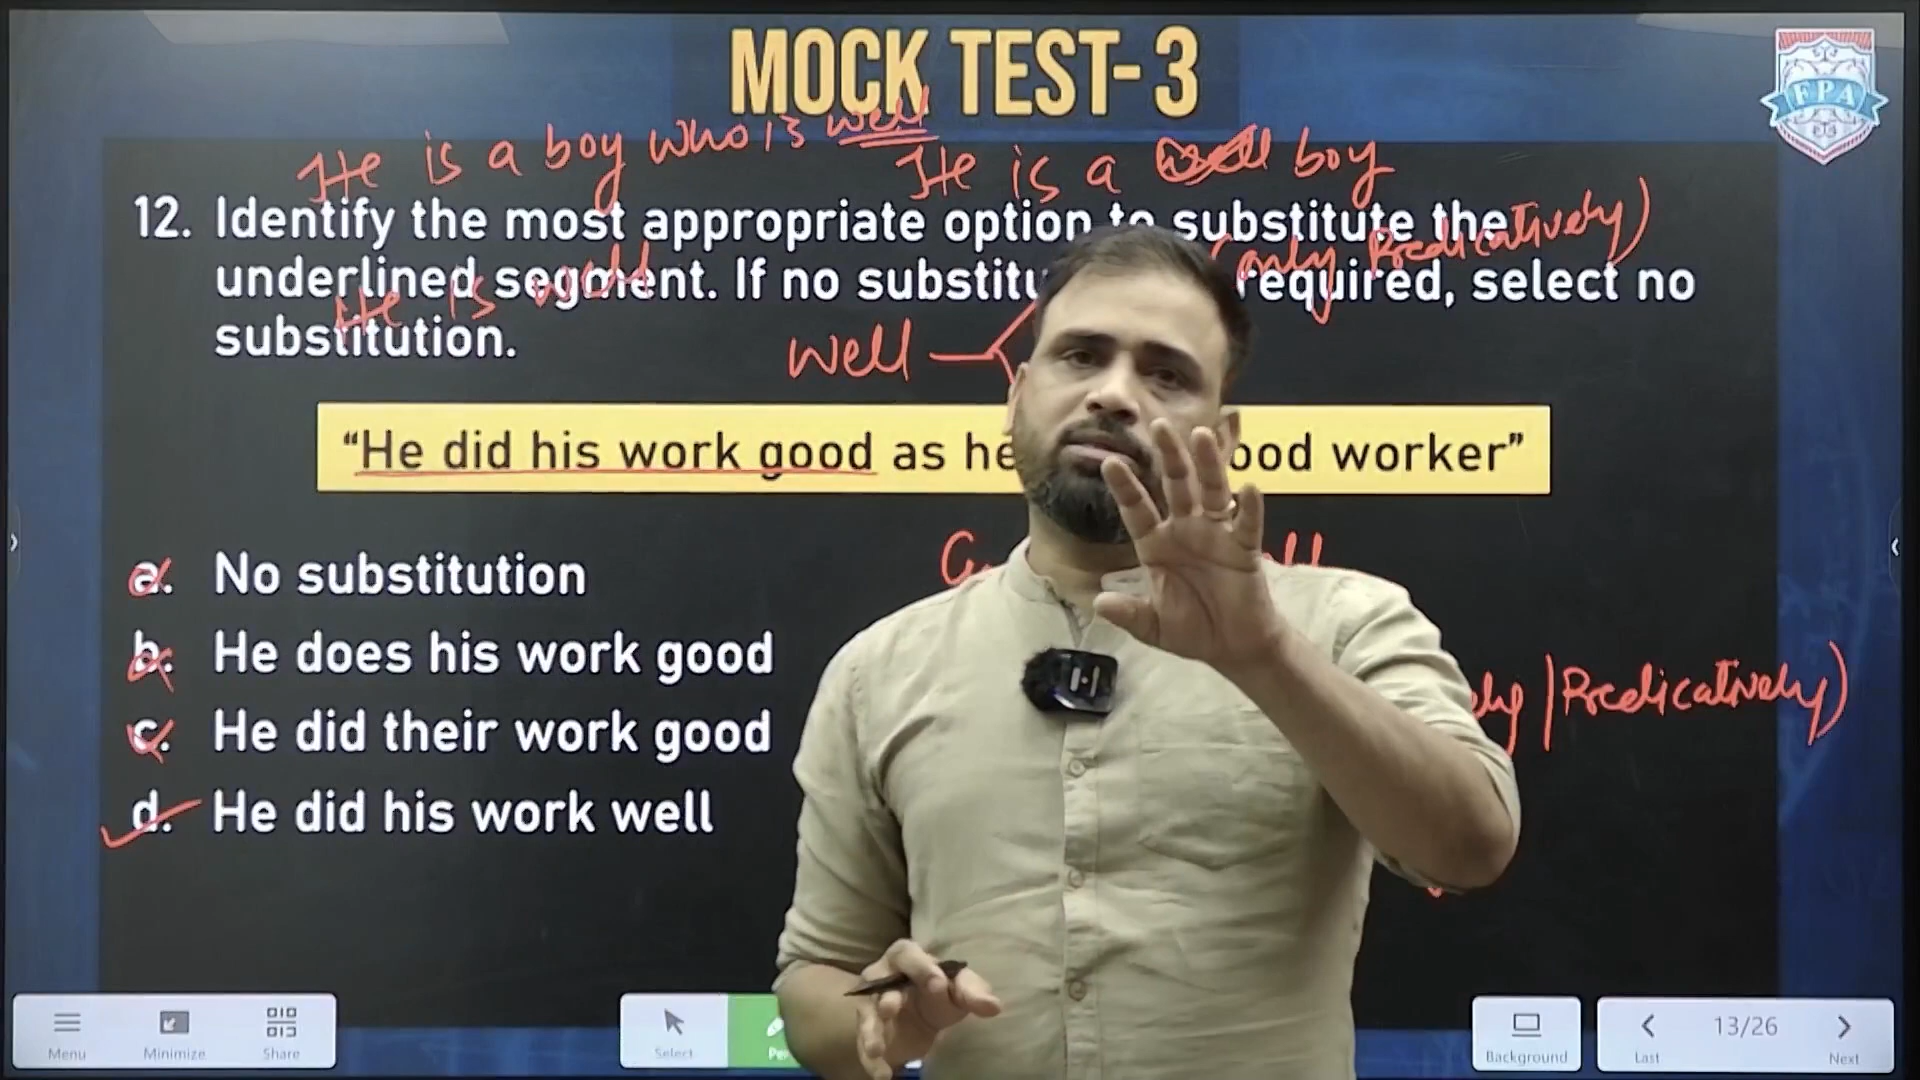 MOCK TEST-3
FPA
He is a boy who is well
He is a boy
12. Identify the most appropriate option to substitute the
(only Predicatively)
underlined segment. If no substitu required, select no
He is well
substitution.
well
“He did his work good as he ood worker”
a. No substitution
b. He does his work good
c. He did their work good
|Predicatively)
d. He did his work well
Menu
Minimize
Share
Select
Background
13/26
Last
Next